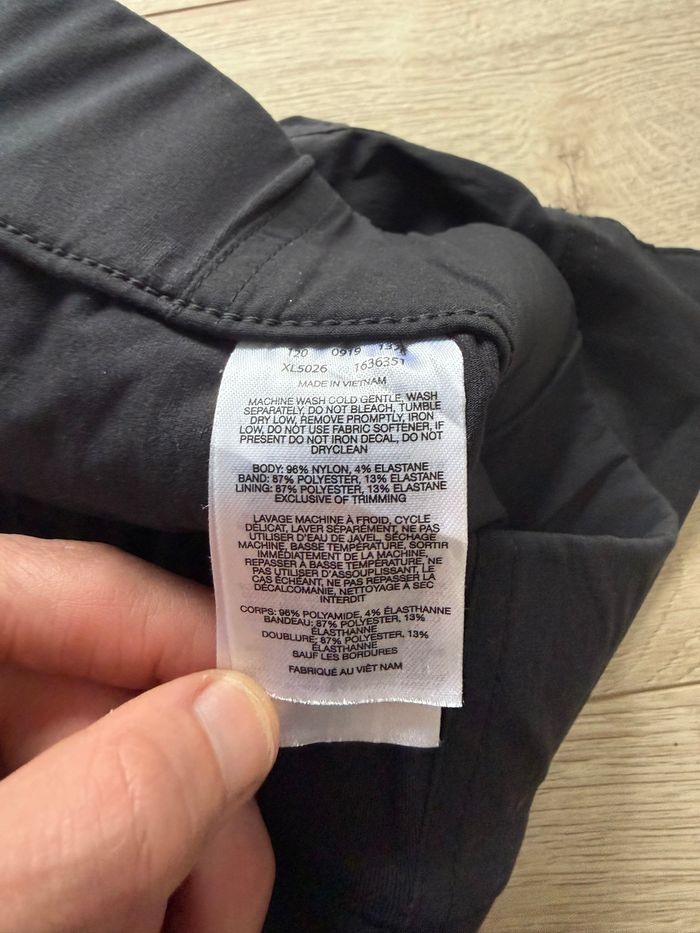 120 0919 132
XL5026 1636351
MADE IN VIETNAM
MACHINE WASH COLD GENTLE, WASH
SEPARATELY, DO NOT BLEACH, TUMBLE
DRY LOW, REMOVE PROMPTLY, IRON
LOW, DO NOT USE FABRIC SOFTENER, IF
PRESENT DO NOT IRON DECAL, DO NOT
DRYCLEAN
BODY: 96% NYLON, 4% ELASTANE
BAND: 87% POLYESTER, 13% ELASTANE
LINING: 87% POLYESTER, 13% ELASTANE
EXCLUSIVE OF TRIMMING
LAVAGE MACHINE À FROID, CYCLE
DÉLICAT, LAVER SÉPARÉMENT, NE PAS
UTILISER D'EAU DE JAVEL, SÉCHAGE
MACHINE, BASSE TEMPÉRATURE, SORTIR
IMMÉDIATEMENT DE LA MACHINE,
REPASSER À BASSE TEMPÉRATURE, NE
PAS UTILISER D'ASSOUPLISSANT, LE
CAS ÉCHÉANT, NE PAS REPASSER LA
DÉCALCOMANIE, NETTOYAGE À SEC
INTERDIT
CORPS: 96% POLYAMIDE, 4% ÉLASTHANNE
BANDEAU: 87% POLYESTER, 13%
ÉLASTHANNE
DOUBLURE: 87% POLYESTER, 13%
ÉLASTHANNE
SAUF LES BORDURES
FABRIQUÉ AU VIÊT NAM